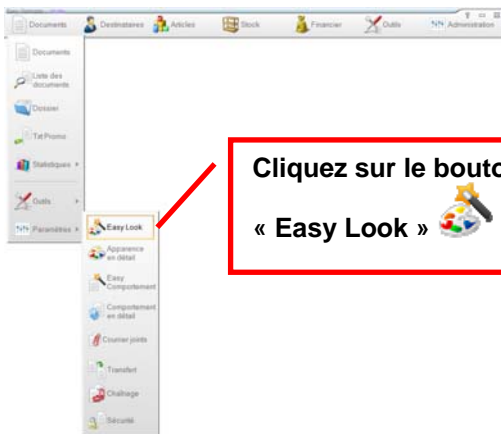 Documents Destinataires Articles Stock Financier Outils Administration
Documents
Liste des
documents
Dossier
Txt Promo
Statistiques
Outils
Paramètres
Easy Look
Apparence
en détail
Easy
Comportement
Comportement
en détail
Courrier joints
Transfert
Chaînage
Sécurité
Cliquez sur le bouto
« Easy Look »